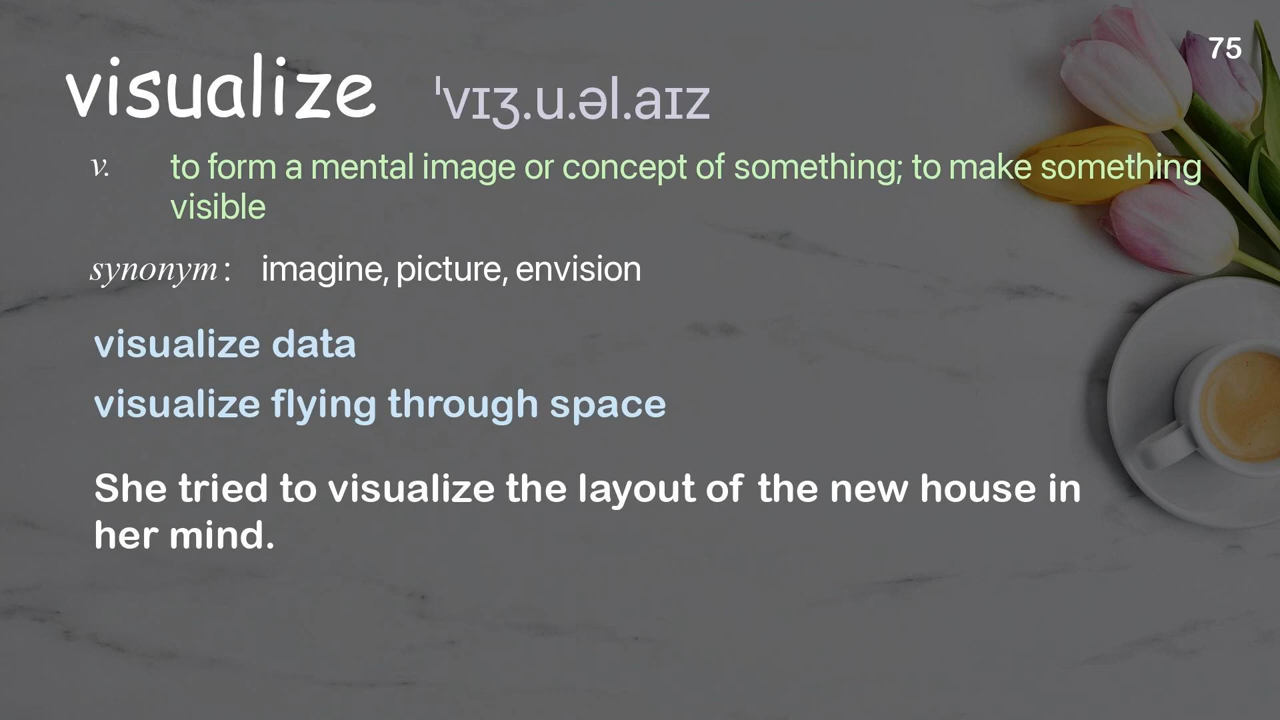 75
visualize ˈvɪʒ.u.əl.aɪz
v. to form a mental image or concept of something; to make something
visible
synonym: imagine, picture, envision
visualize data
visualize flying through space
She tried to visualize the layout of the new house in
her mind.